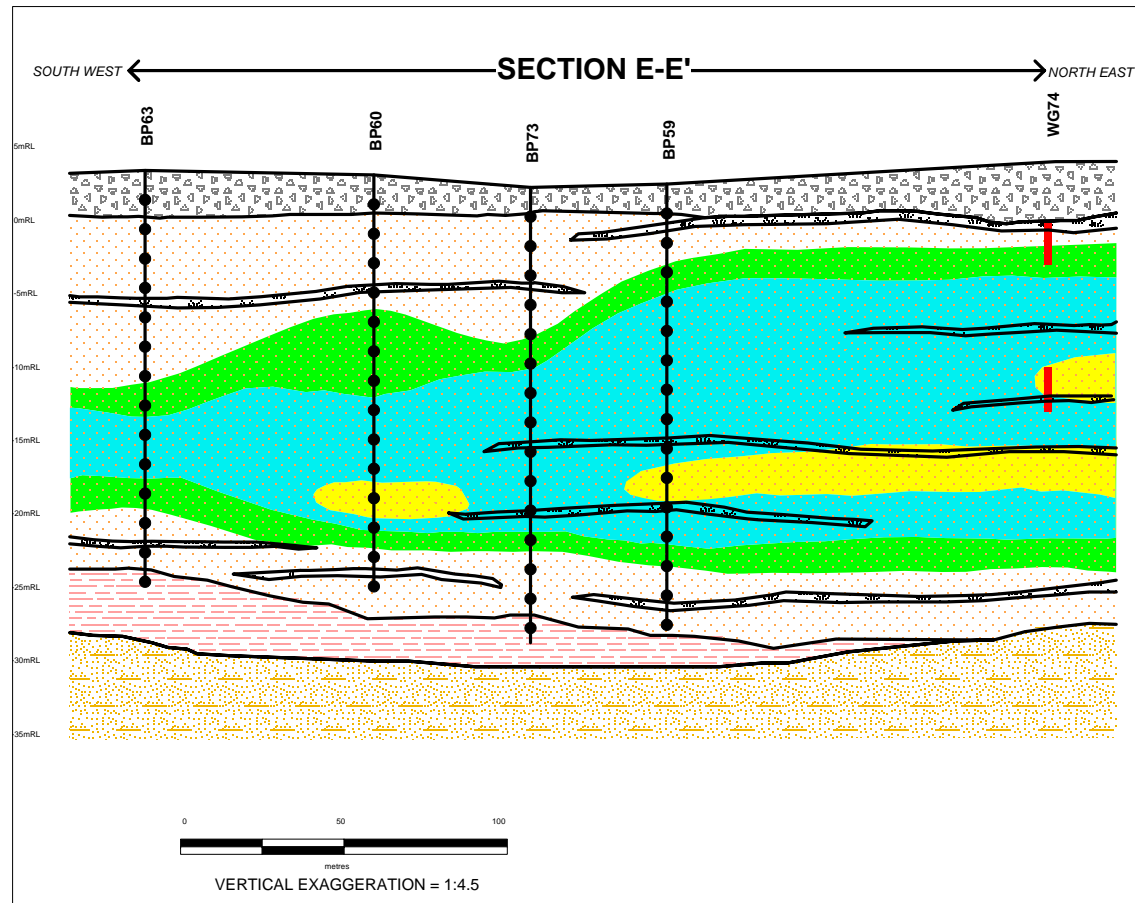 SECTION E-E'
SOUTH WEST
NORTH EAST
BP63
BP60
BP73
BP59
WG74
5mRL
0mRL
-5mRL
-10mRL
-15mRL
-20mRL
-25mRL
-30mRL
-35mRL
0 50 100
metres
VERTICAL EXAGGERATION = 1:4.5